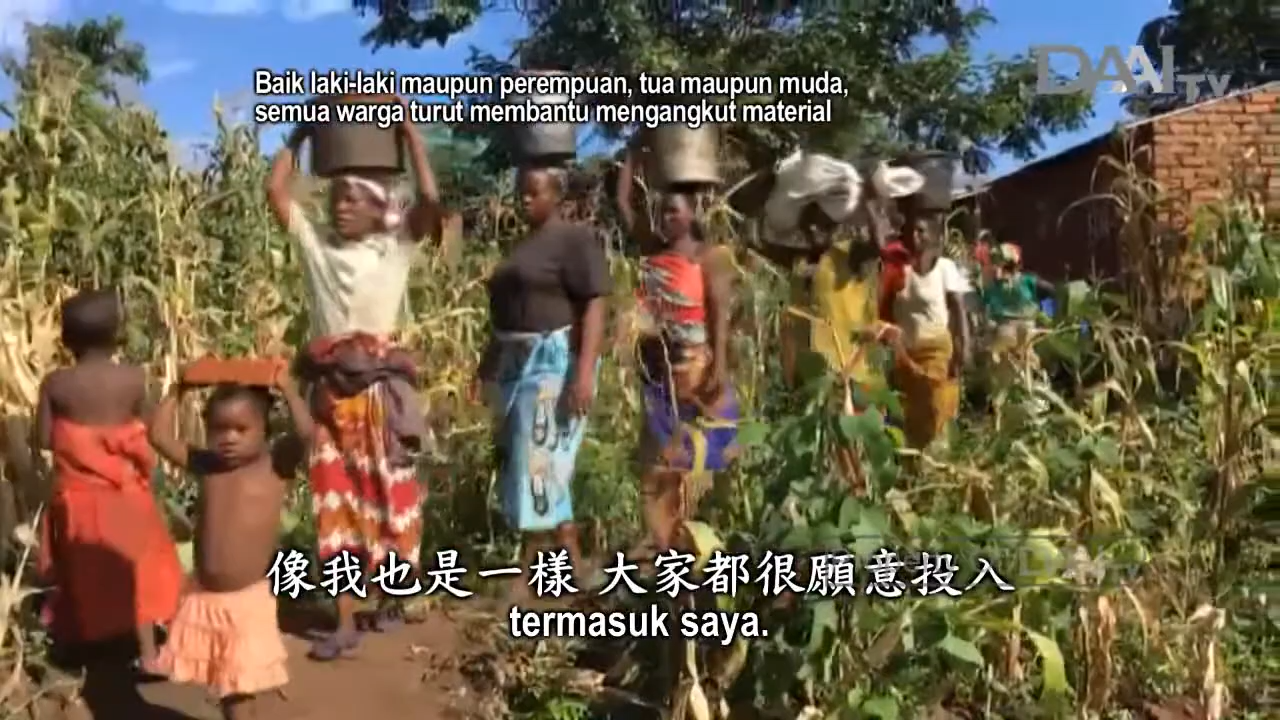 DAAI TV
Baik laki-laki maupun perempuan, tua maupun muda,
semua warga turut membantu mengangkut material
像我也是一樣 大家都很願意投入
termasuk saya.